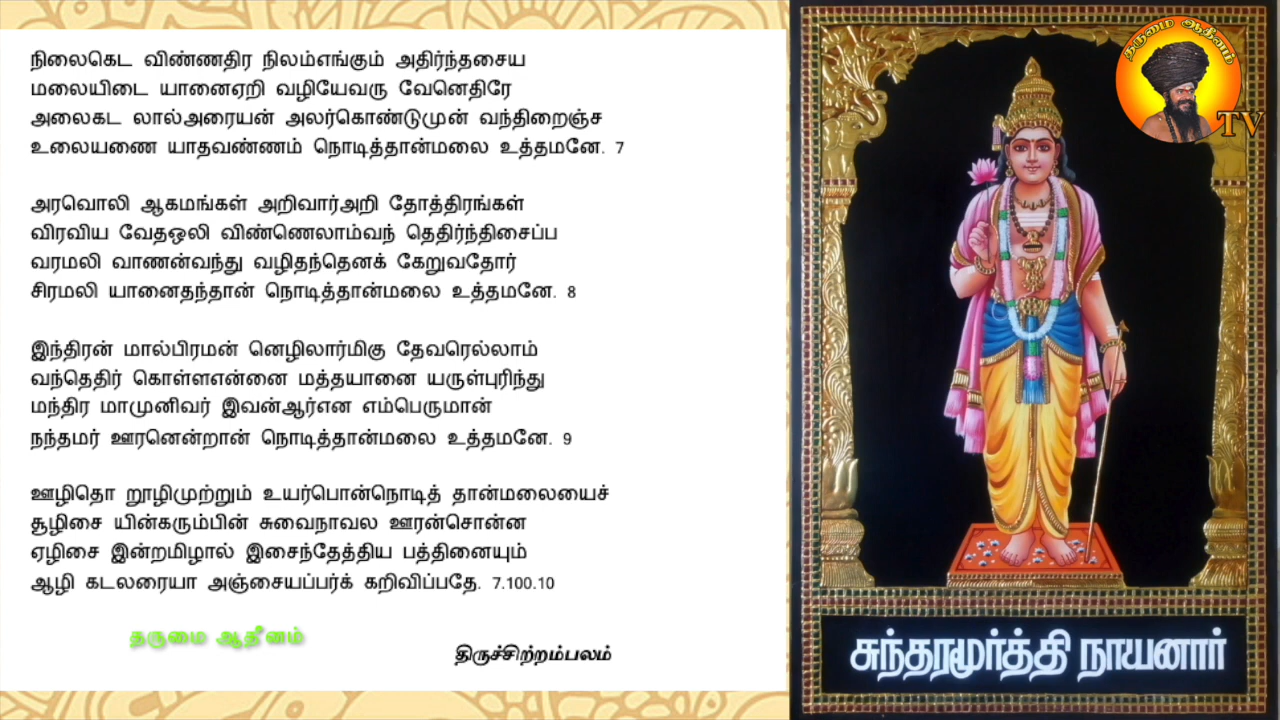 நிலைகெட விண்ணதிர நிலம்எங்கும் அதிர்ந்தசைய
மலையிடை யானைஏறி வழியேவரு வேனெதிரே
அலைகட லால்அரையன் அலர்கொண்டுமுன் வந்திறைஞ்ச
உலையணை யாதவண்ணம் நொடித்தான்மலை உத்தமனே. 7

அரவொலி ஆகமங்கள் அறிவார்அறி தோத்திரங்கள்
விரவிய வேதஒலி விண்ணெலாம்வந் தெதிர்ந்திசைப்ப
வரமலி வாணன்வந்து வழிதந்தெனக் கேறுவதோர்
சிரமலி யானைதந்தான் நொடித்தான்மலை உத்தமனே. 8

இந்திரன் மால்பிரமன் னெழிலார்மிகு தேவரெல்லாம்
வந்தெதிர் கொள்ளஎன்னை மத்தயானை யருள்புரிந்து
மந்திர மாமுனிவர் இவன்ஆர்என எம்பெருமான்
நந்தமர் ஊரனென்றான் நொடித்தான்மலை உத்தமனே. 9

ஊழிதொ றூழிமுற்றும் உயர்பொன்நொடித் தான்மலையைச்
சூழிசை யின்கரும்பின் சுவைநாவல ஊரன்சொன்ன
ஏழிசை இன்றமிழால் இசைந்தேத்திய பத்தினையும்
ஆழி கடலரையா அஞ்சையப்பர்க் கறிவிப்பதே. 7.100.10

தருமை ஆதீனம்
திருச்சிற்றம்பலம்
தருமை ஆதீனம்
TV
சுந்தரமூர்த்தி நாயனார்